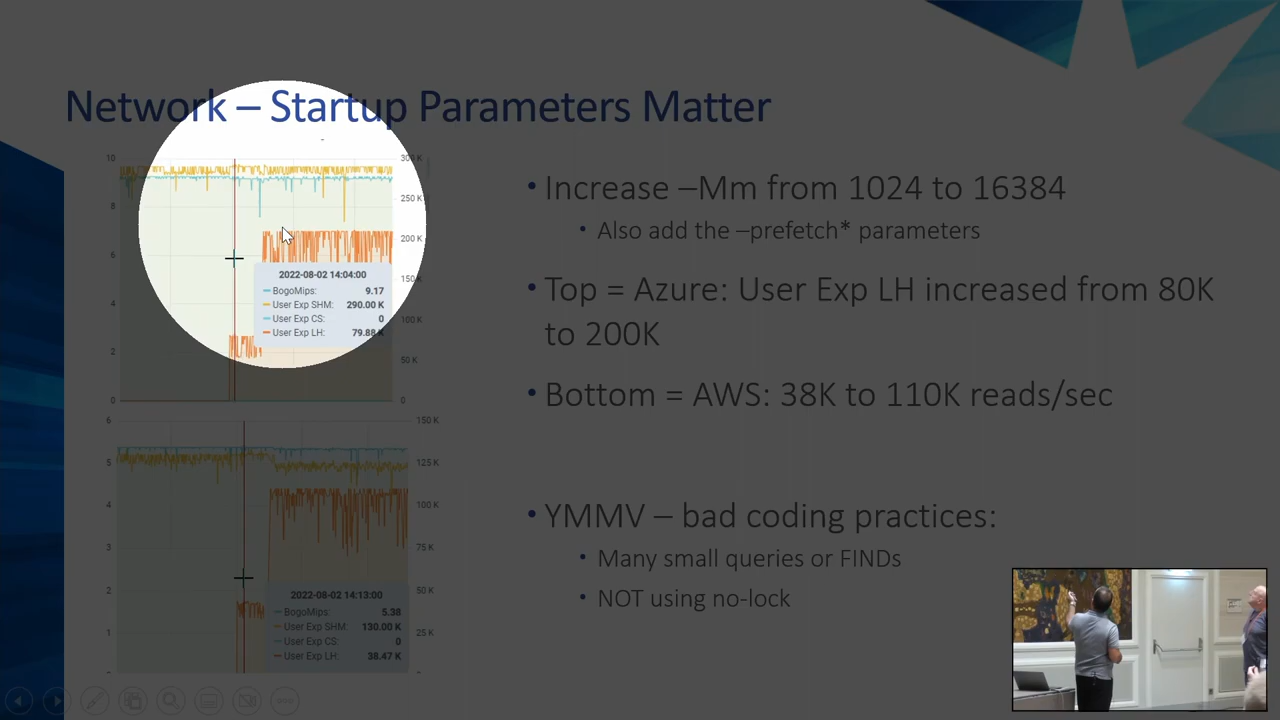 Network – Startup Parameters Matter
10
8
6
4
2
0
300 K
250 K
200 K
150 K
100 K
50 K
0
2022-08-02 14:04:00
BogoMips: 9.17
User Exp SHM: 290.00 K
User Exp CS: 0
User Exp LH: 79.88 K
6
5
4
3
2
1
150 K
125 K
100 K
75 K
50 K
25 K
2022-08-02 14:13:00
BogoMips: 5.38
User Exp SHM: 130.00 K
User Exp CS: 0
User Exp LH: 38.47 K
• Increase –Mm from 1024 to 16384
• Also add the –prefetch* parameters
• Top = Azure: User Exp LH increased from 80K
to 200K
• Bottom = AWS: 38K to 110K reads/sec
• YMMV – bad coding practices:
• Many small queries or FINDs
• NOT using no-lock